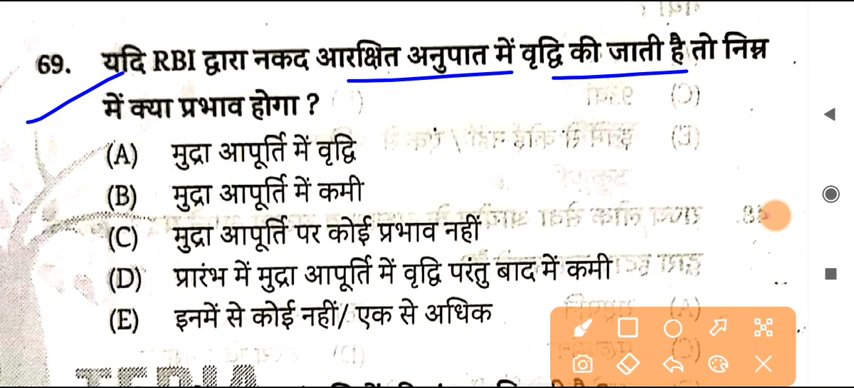 69. यदि RBI द्वारा नकद आरक्षित अनुपात में वृद्धि की जाती है तो निम्न
में क्या प्रभाव होगा ?
(A) मुद्रा आपूर्ति में वृद्धि
(B) मुद्रा आपूर्ति में कमी
(C) मुद्रा आपूर्ति पर कोई प्रभाव नहीं
(D) प्रारंभ में मुद्रा आपूर्ति में वृद्धि परंतु बाद में कमी
(E) इनमें से कोई नहीं/ एक से अधिक